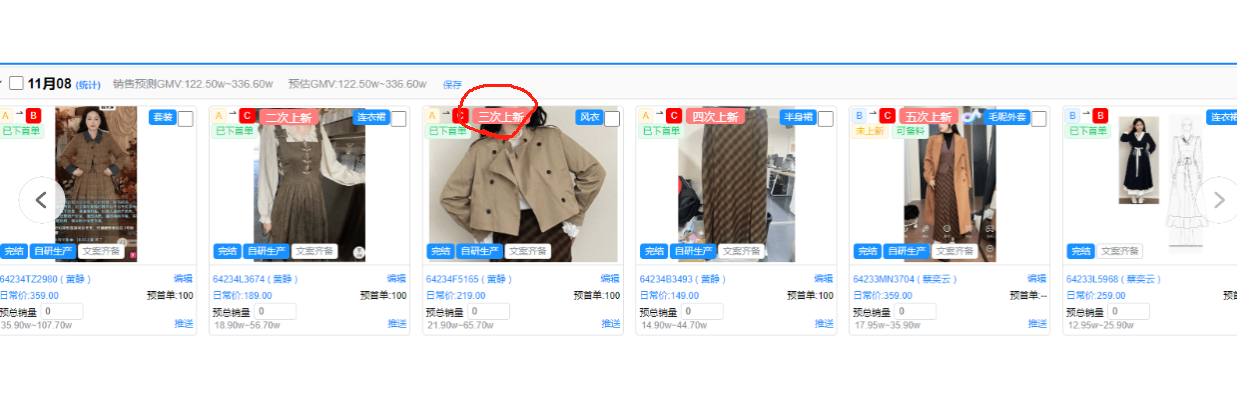 11月08 (统计) 销售预测GMV:122.50w~336.60w 预估GMV:122.50w~336.60w 保存
A → B 套装
已下首单
完结 自研生产 文案齐备
64234TZ2980 ( 董静 ) 编辑
日常价:359.00 预首单:100
预总销量 0
35.90w~107.70w 推送
A → C 二次上新 连衣裙
已下首单
完结 自研生产 文案齐备
64234L3674 ( 董静 ) 编辑
日常价:189.00 预首单:100
预总销量 0
18.90w~56.70w 推送
A → C 三次上新 风衣
已下首单
完结 自研生产 文案齐备
64234F5165 ( 董静 ) 编辑
日常价:219.00 预首单:100
预总销量 0
21.90w~65.70w 推送
A → C 四次上新 半身裙
已下首单
完结 自研生产 文案齐备
64234B3493 ( 董静 ) 编辑
日常价:149.00 预首单:100
预总销量 0
14.90w~44.70w 推送
B → C 五次上新 毛呢外套
未上新 可备料
完结 自研生产 文案齐备
64233MN3704 ( 蔡奕云 ) 编辑
日常价:359.00 预首单:--
预总销量 0
17.95w~35.90w 推送
B → B 连衣裙
已下首单
完结 文案齐备
64233L5968 ( 蔡奕云 )
日常价:259.00 预首
预总销量 0
12.95w~25.90w